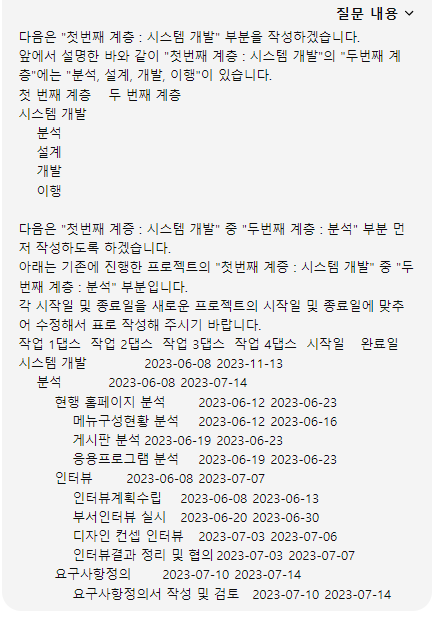 질문 내용
다음은 "첫번째 계층 : 시스템 개발" 부분을 작성하겠습니다.
앞에서 설명한 바와 같이 "첫번째 계층 : 시스템 개발"의 "두번째 계
층"에는 "분석, 설계, 개발, 이행"이 있습니다.
첫 번째 계층 두 번째 계층
시스템 개발
분석
설계
개발
이행
다음은 "첫번째 계증 : 시스템 개발" 중 "두번째 계층 : 분석" 부분 먼
저 작성하도록 하겠습니다.
아래는 기존에 진행한 프로젝트의 "첫번째 계증 : 시스템 개발" 중 "두
번째 계층 : 분석" 부분입니다.
각 시작일 및 종료일을 새로운 프로젝트의 시작일 및 종료일에 맞추
어 수정해서 표로 작성해 주시기 바랍니다.
작업 1댑스 작업 2댑스 작업 3댑스 작업 4댑스 시작일 완료일
시스템 개발 2023-06-08 2023-11-13
분석 2023-06-08 2023-07-14
현행 홈페이지 분석 2023-06-12 2023-06-23
메뉴구성현황 분석 2023-06-12 2023-06-16
게시판 분석 2023-06-19 2023-06-23
응용프로그램 분석 2023-06-19 2023-06-23
인터뷰 2023-06-08 2023-07-07
인터뷰계획수립 2023-06-08 2023-06-13
부서인터뷰 실시 2023-06-20 2023-06-30
디자인 컨셉 인터뷰 2023-07-03 2023-07-06
인터뷰결과 정리 및 협의 2023-07-03 2023-07-07
요구사항정의 2023-07-10 2023-07-14
요구사항정의서 작성 및 검토 2023-07-10 2023-07-14